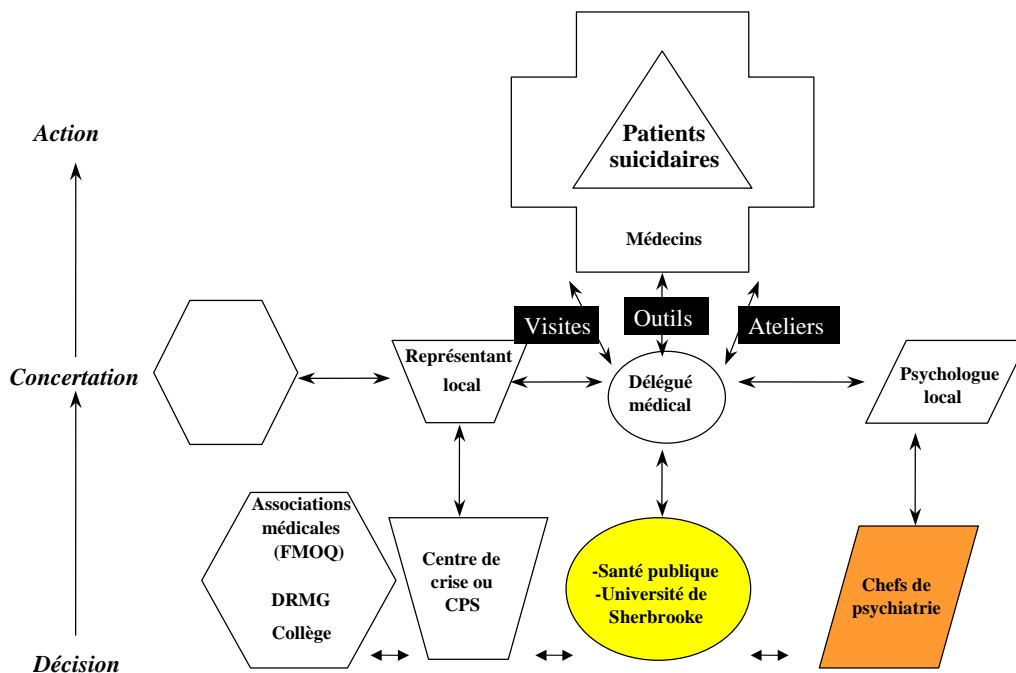 Action
Patients
suicidaires
Médecins
Visites
Outils
Ateliers
Concertation
Représentant
local
Délégué
médical
Psychologue
local
Associations
médicales
(FMOQ)
DRMG
Collège
Centre de
crise ou
CPS
-Santé publique
-Université de
Sherbrooke
Chefs de
psychiatrie
Décision